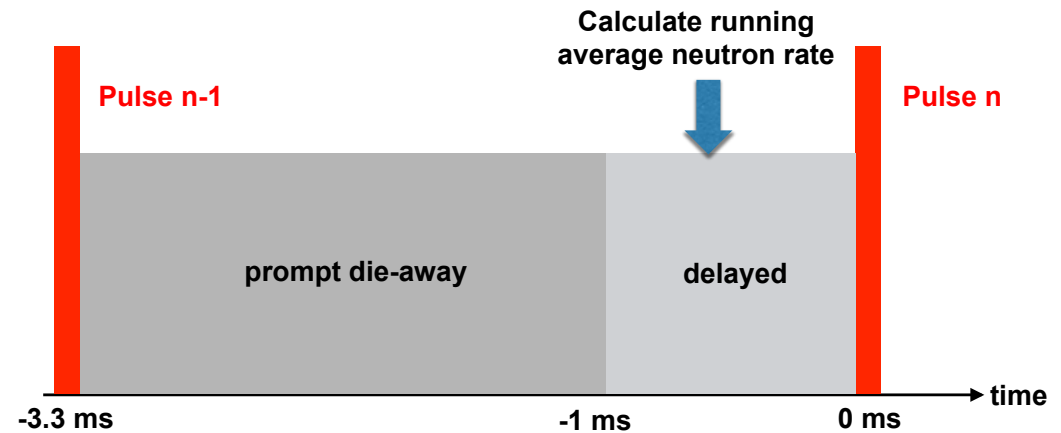 Calculate running
average neutron rate
Pulse n-1
Pulse n
prompt die-away
delayed
time
-3.3 ms
-1 ms
0 ms